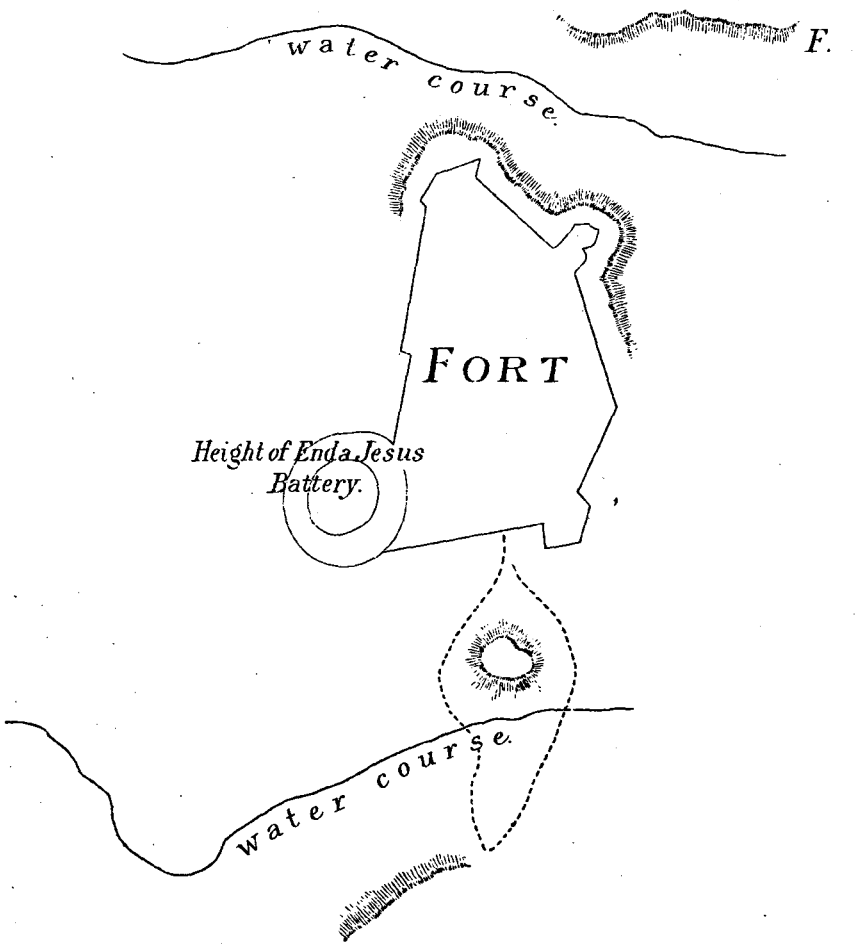 F.
water course.
FORT
Height of Enda Jesus
Battery.
water course.